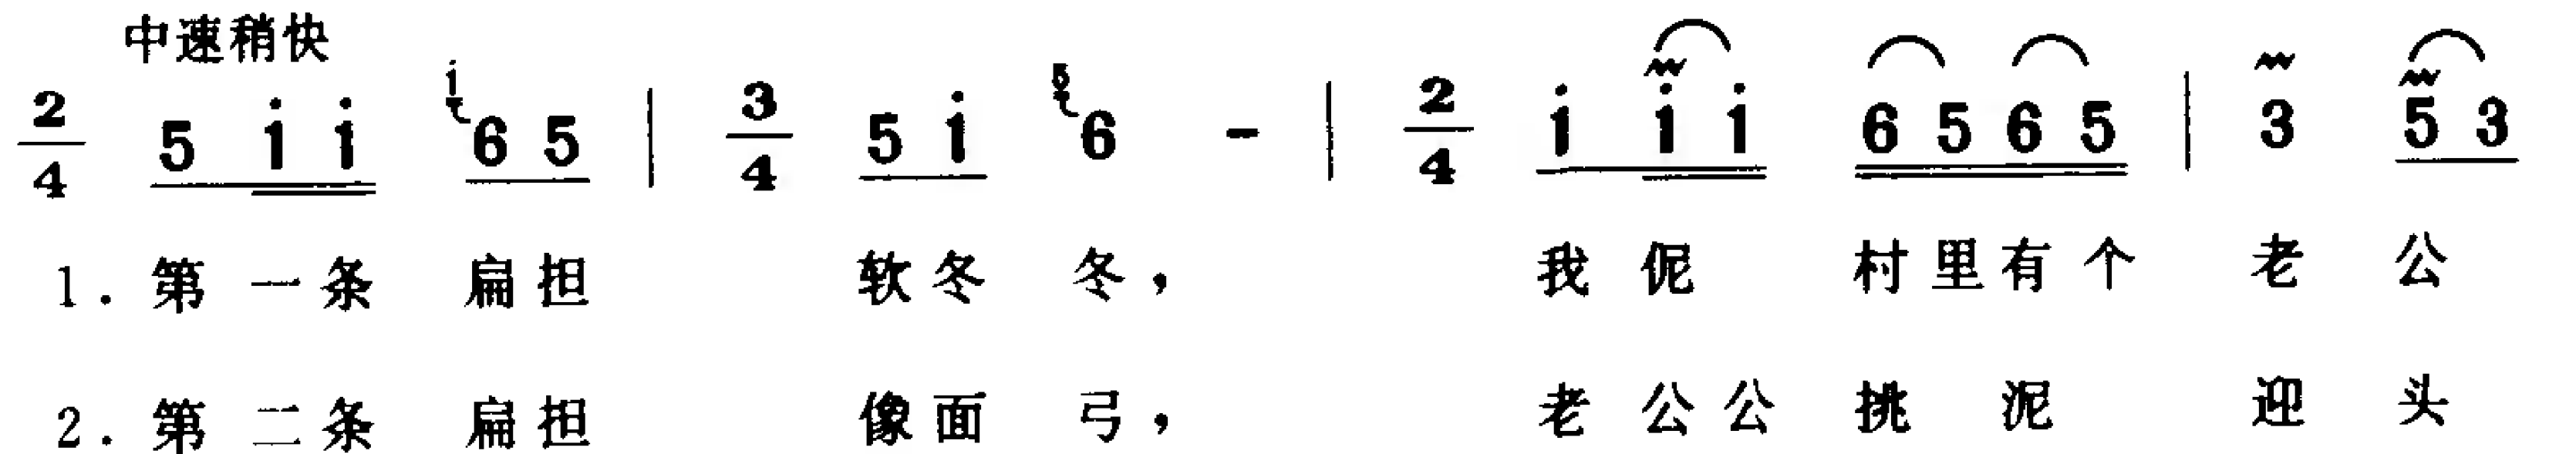 中速稍快
2/4 5 i i i 6 5 | 3/4 5 i 5 6 - | 2/4 i i i 6 5 6 5 | 3 5 3
1. 第一条 扁担 软冬 冬， 我伲 村里有个 老 公
2. 第二条 扁担 像面 弓， 老公公 挑 泥 迎 头